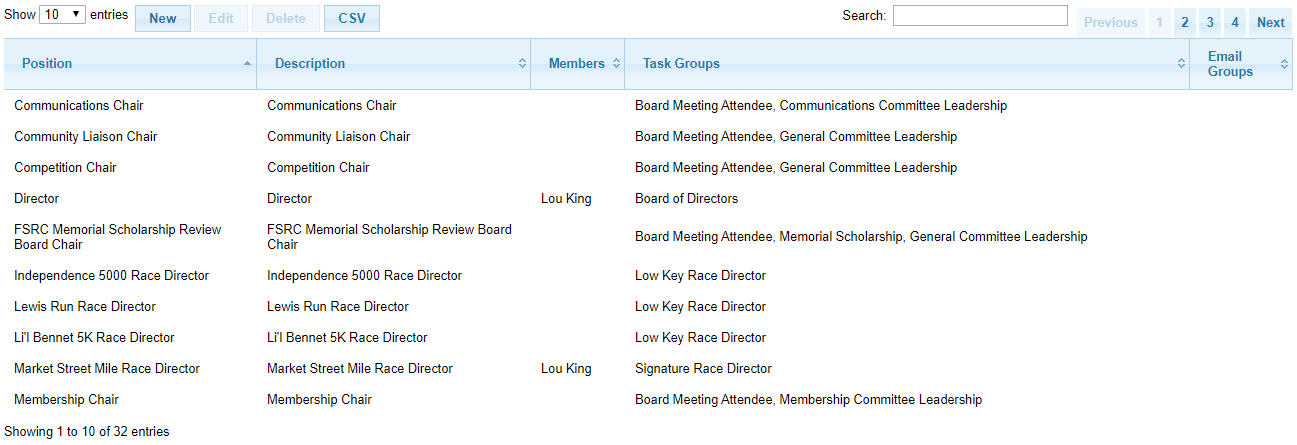 Show 10 entries New Edit Delete CSV Search: Previous 1 2 3 4 Next
Position Description Members Task Groups Email Groups
Communications Chair Communications Chair Board Meeting Attendee, Communications Committee Leadership
Community Liaison Chair Community Liaison Chair Board Meeting Attendee, General Committee Leadership
Competition Chair Competition Chair Board Meeting Attendee, General Committee Leadership
Director Director Lou King Board of Directors
FSRC Memorial Scholarship Review FSRC Memorial Scholarship Review Board Board Meeting Attendee, Memorial Scholarship, General Committee Leadership
Board Chair Chair
Independence 5000 Race Director Independence 5000 Race Director Low Key Race Director
Lewis Run Race Director Lewis Run Race Director Low Key Race Director
Li'l Bennet 5K Race Director Li'l Bennet 5K Race Director Low Key Race Director
Market Street Mile Race Director Market Street Mile Race Director Lou King Signature Race Director
Membership Chair Membership Chair Board Meeting Attendee, Membership Committee Leadership
Showing 1 to 10 of 32 entries